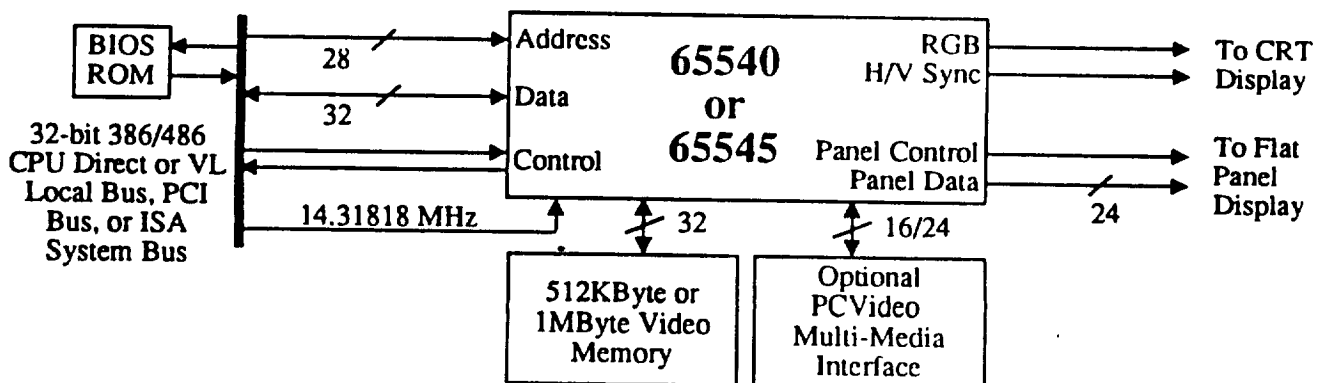 BIOS
ROM
32-bit 386/486
CPU Direct or VL
Local Bus, PCI
Bus, or ISA
System Bus
28
32
14.31818 MHz
Address
Data
Control
65540
or
65545
RGB
H/V Sync
Panel Control
Panel Data
To CRT
Display
To Flat
Panel
Display
24
32
16/24
512KByte or
1MByte Video
Memory
Optional
PCVideo
Multi-Media
Interface